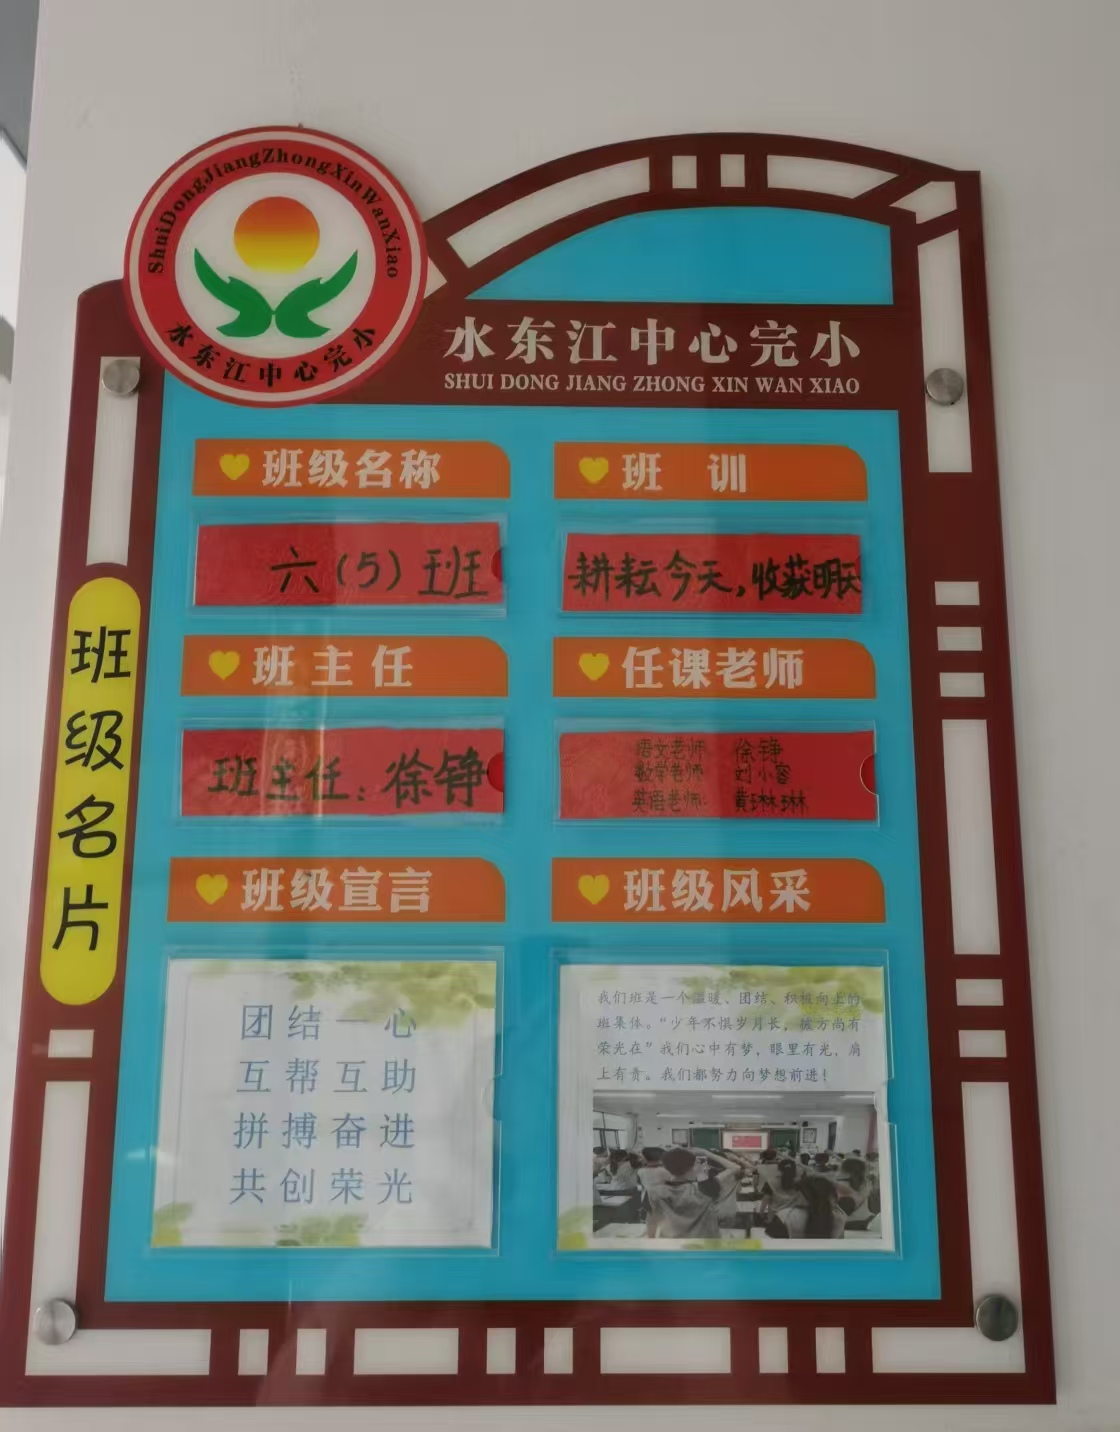 ShuiDongJiangZhongXinWanXiao
水东江中心完小
水东江中心完小
SHUI DONG JIANG ZHONG XIN WAN XIAO
班级名片
班级名称
六（5）班
班 训
耕耘今天，收获明天
班主任
班主任：徐铮
任课老师
语文老师 徐铮
数学老师 刘小容
英语老师： 黄琳琳
班级宣言
团结一心
互帮互助
拼搏奋进
共创荣光
班级风采
我们班是一个温暖、团结、积极向上的
班集体。“少年不惧岁月长，彼方尚有
荣光在”我们心中有梦，眼里有光，肩
上有责。我们都努力向梦想前进！